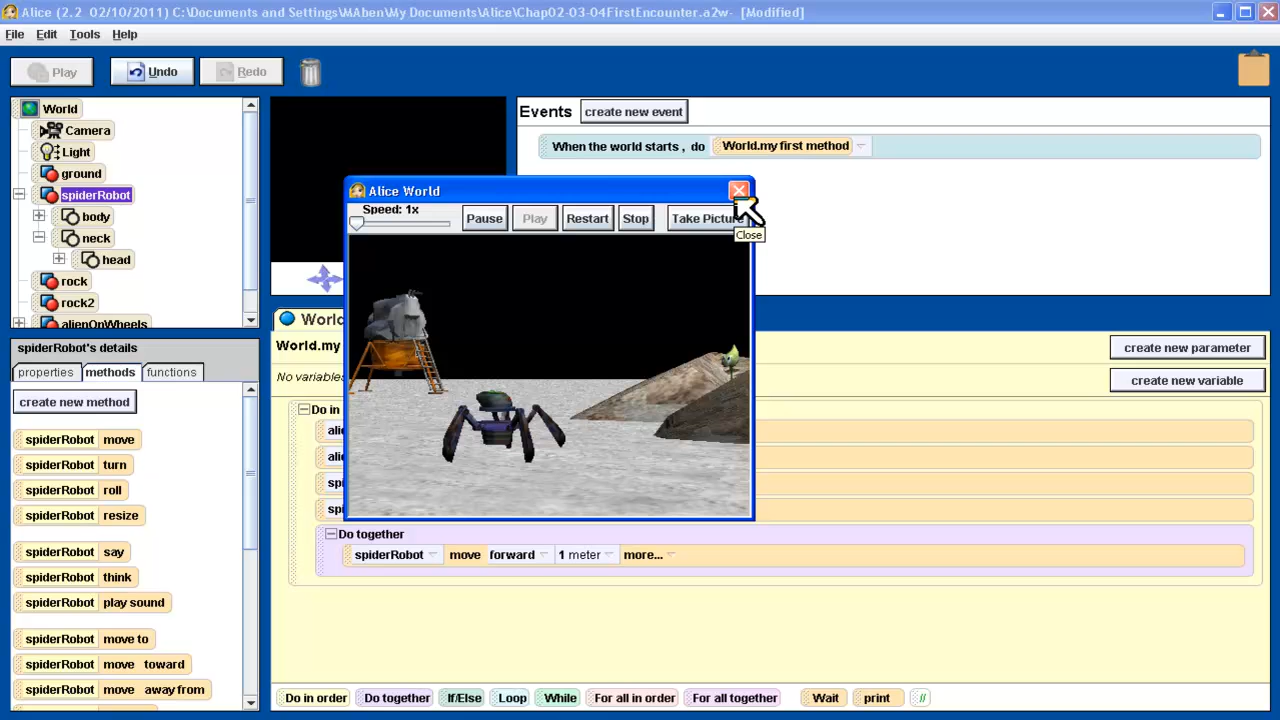 Alice (2.2 02/10/2011) C:\Documents and Settings\MAben\My Documents\Alice\Chap02-03-04FirstEncounter.a2w- [Modified]
File Edit Tools Help
Play Undo Redo
World
Camera
Light
ground
spiderRobot
body
neck
head
rock
rock2
alienOnWheels
Events create new event
When the world starts , do World.my first method
Alice World
Speed: 1x Pause Play Restart Stop Take Picture
Close
World
World.my
create new parameter
No variables
create new variable
spiderRobot's details
properties methods functions
create new method
spiderRobot move
spiderRobot turn
spiderRobot roll
spiderRobot resize
spiderRobot say
spiderRobot think
spiderRobot play sound
spiderRobot move to
spiderRobot move toward
spiderRobot move away from
Do in
Do together
spiderRobot move forward 1 meter more...
Do in order Do together If/Else Loop While For all in order For all together Wait print //